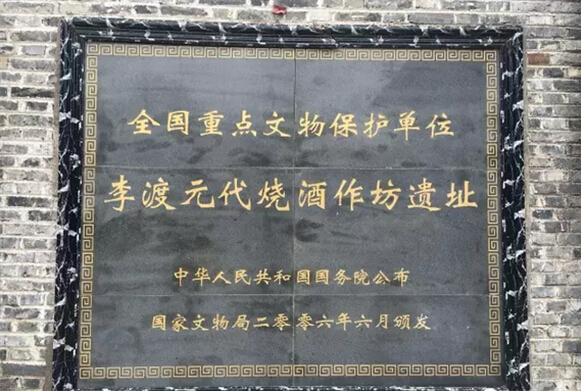 全国重点文物保护单位
李渡元代烧酒作坊遗址
中华人民共和国国务院公布
国家文物局二零零六年六月颁发